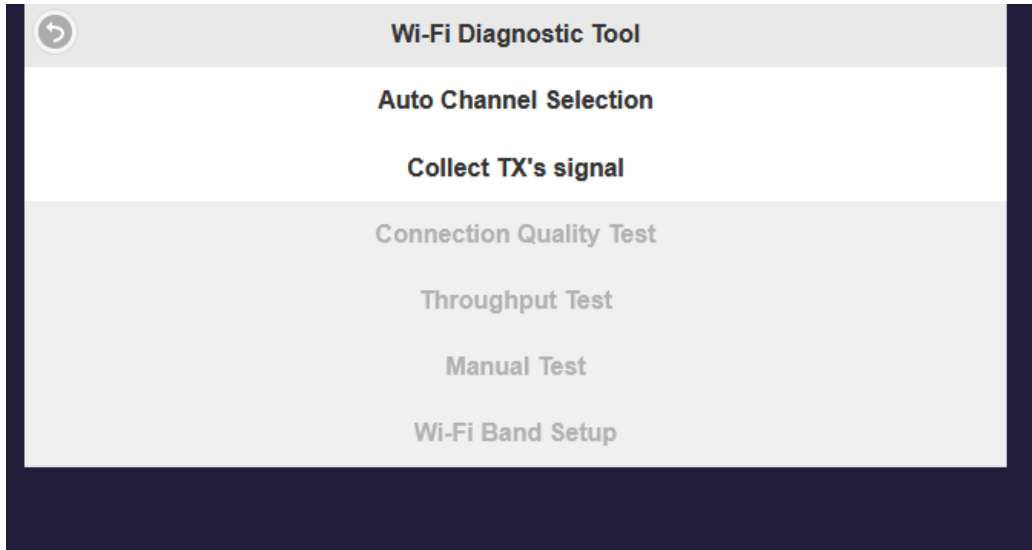 Wi-Fi Diagnostic Tool
Auto Channel Selection
Collect TX's signal
Connection Quality Test
Throughput Test
Manual Test
Wi-Fi Band Setup